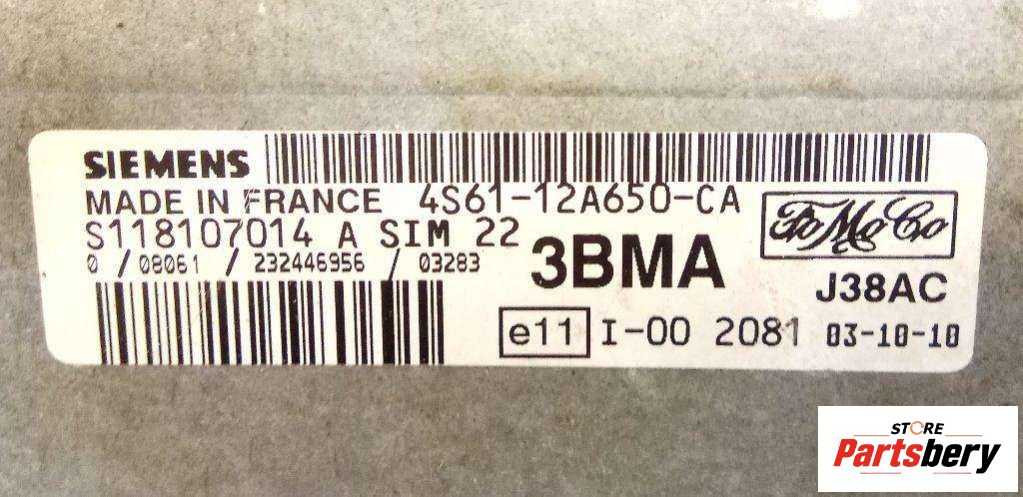 SIEMENS
MADE IN FRANCE 4S61-12A650-CA
S118107014 A SIM 22
FoMoCo
0 / 08061 / 232446956 / 03283
3BMA
J38AC
e11 I-00 2081 03-10-10
STORE
Partsbery